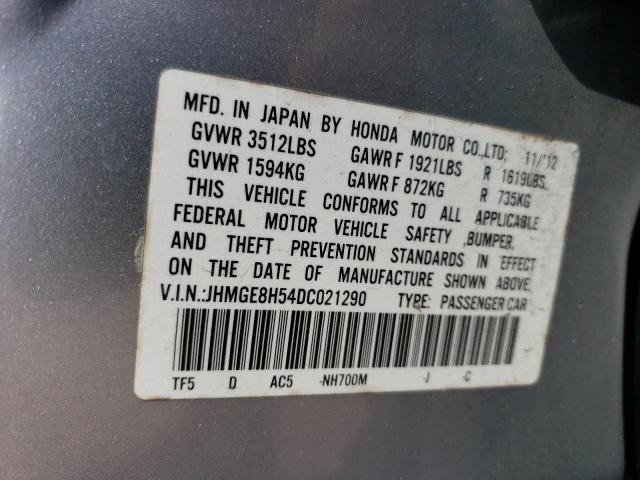 MFD. IN JAPAN BY HONDA MOTOR CO.,LTD; 11/'12
GVWR 3512LBS GAWR F 1921LBS R 1619LBS
GVWR 1594KG GAWR F 872KG R 735KG
THIS VEHICLE CONFORMS TO ALL APPLICABLE
FEDERAL MOTOR VEHICLE SAFETY ,BUMPER,
AND THEFT PREVENTION STANDARDS IN EFFECT
ON THE DATE OF MANUFACTURE SHOWN ABOVE.
V.I.N.:JHMGE8H54DC021290 TYPE: PASSENGER CAR
TF5 D AC5 -NH700M -J -C